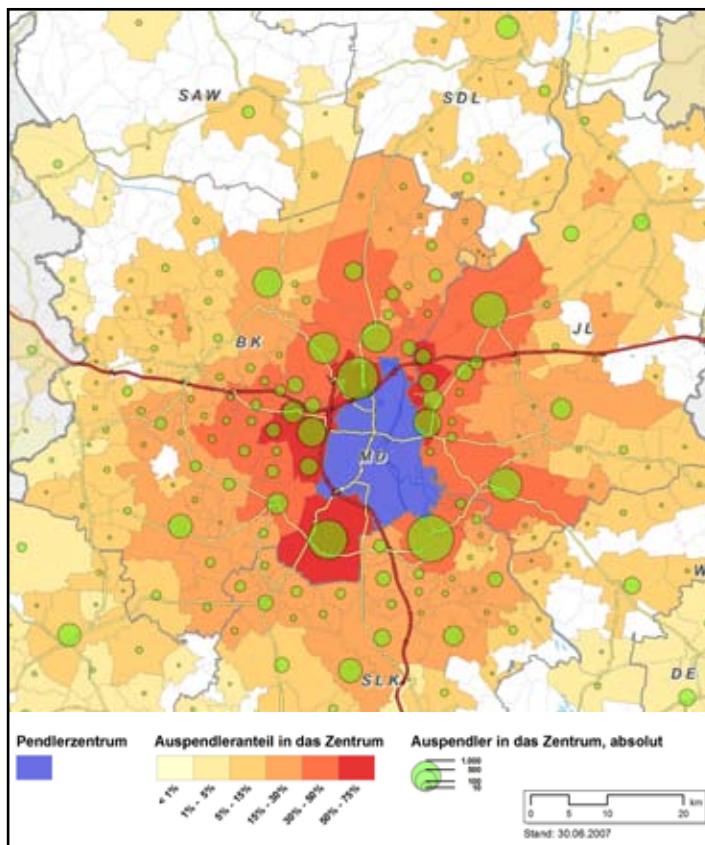 SAW
SDL
BK
JL
MD
W
SLK
DE
Pendlerzentrum
Auspendleranteil in das Zentrum
< 1%
1% - 5%
5% - 15%
15% - 30%
30% - 50%
50% - 75%
Auspendler in das Zentrum, absolut
1.000
500
100
0 5 10 20
km
Stand: 30.06.2007